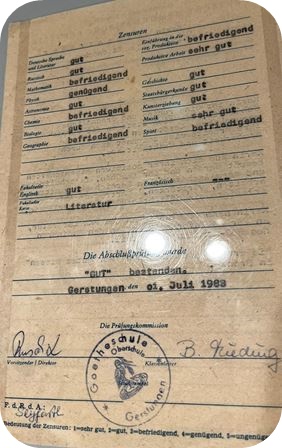 Zensuren
Deutsche Sprache und Literatur gut
Russisch gut
Mathematik befriedigend
Physik genügend
Astronomie gut
Chemie befriedigend
Biologie gut
Geographie befriedigend
Einführung in die soz. Produktion befriedigend
Produktive Arbeit sehr gut
Geschichte gut
Staatsbürgerkunde gut
Kunsterziehung gut
Musik sehr gut
Sport befriedigend
Fakultativ: Englisch gut
Französisch ---
Fakultativ Kurs: Literatur
Die Abschlußprüfung wurde
"GUT" bestanden.
Gerstungen den 01. Juli 1983
Die Prüfungskommission
Vorsitzender / Direktor
Klassenleiter
B.
Goetheschule
Oberschule
Gerstungen
F. d. R. d. A.:
Seyfarth
Bedeutung der Zensuren: 1=sehr gut, 2=gut, 3=befriedigend, 4=genügend, 5=ungenügend